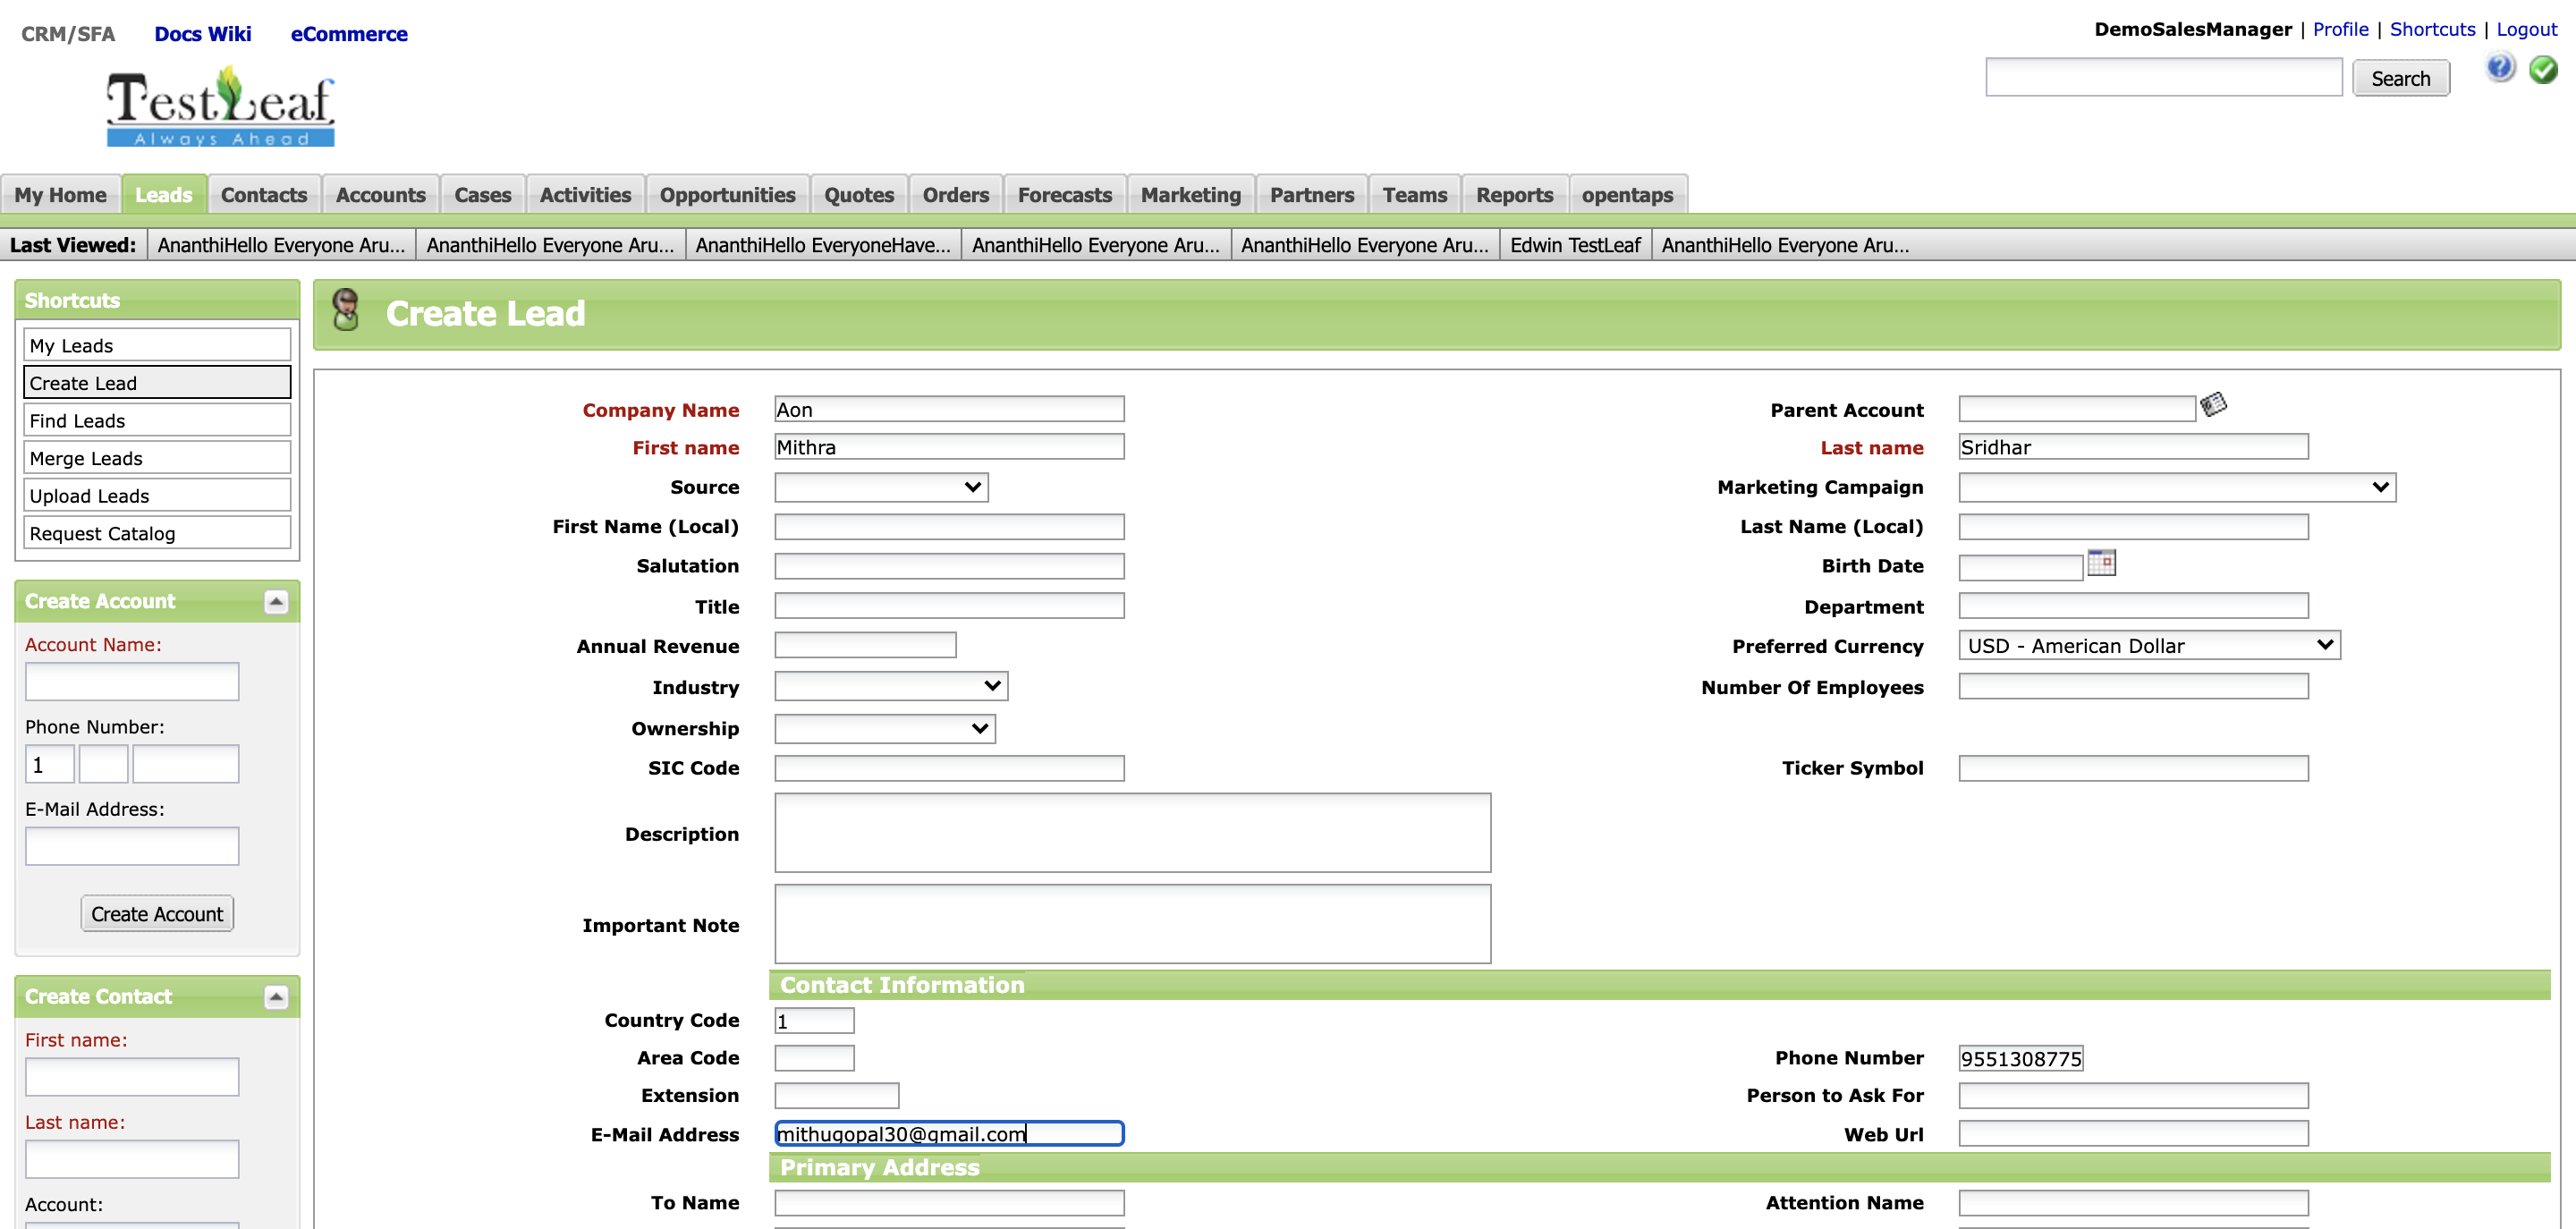 CRM/SFA Docs Wiki eCommerce
DemoSalesManager | Profile | Shortcuts | Logout
TestLeaf
Always Ahead
Search
My Home Leads Contacts Accounts Cases Activities Opportunities Quotes Orders Forecasts Marketing Partners Teams Reports opentaps
Last Viewed: AnanthiHello Everyone Aru... AnanthiHello Everyone Aru... AnanthiHello EveryoneHave... AnanthiHello Everyone Aru... AnanthiHello Everyone Aru... Edwin TestLeaf AnanthiHello Everyone Aru...
Shortcuts
My Leads
Create Lead
Find Leads
Merge Leads
Upload Leads
Request Catalog
Create Account
Account Name:
Phone Number:
1
E-Mail Address:
Create Account
Create Contact
First name:
Last name:
Account:
Create Lead
Company Name Aon Parent Account
First name Mithra Last name Sridhar
Source Marketing Campaign
First Name (Local) Last Name (Local)
Salutation Birth Date
Title Department
Annual Revenue Preferred Currency USD - American Dollar
Industry Number Of Employees
Ownership
SIC Code Ticker Symbol
Description
Important Note
Contact Information
Country Code 1
Area Code Phone Number 9551308775
Extension Person to Ask For
E-Mail Address mithugopal30@gmail.com Web Url
Primary Address
To Name Attention Name